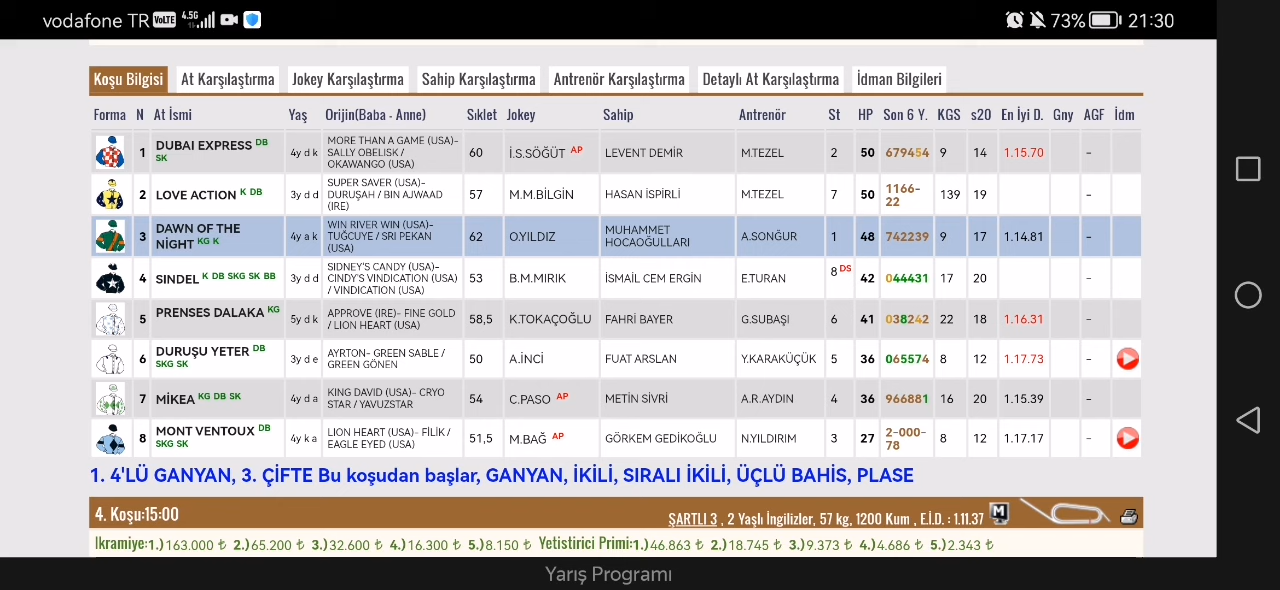 vodafone TR VoLTE 4.5G 73% 21:30
Koşu Bilgisi At Karşılaştırma Jokey Karşılaştırma Sahip Karşılaştırma Antrenör Karşılaştırma Detaylı At Karşılaştırma İdman Bilgileri
Forma N At İsmi Yaş Orijin(Baba - Anne) Sıklet Jokey Sahip Antrenör St HP Son 6 Y. KGS s20 En İyi D. Gny AGF İdm
1 DUBAI EXPRESS DB SK 4y d k MORE THAN A GAME (USA)- SALLY OBELISK / OKAWANGO (USA) 60 İ.S.SÖĞÜT AP LEVENT DEMİR M.TEZEL 2 50 679454 9 14 1.15.70 -
2 LOVE ACTION K DB 3y d d SUPER SAVER (USA)- DURUŞAH / BIN AJWAAD (IRE) 57 M.M.BİLGİN HASAN İSPİRLİ M.TEZEL 7 50 1166-22 139 19 -
3 DAWN OF THE NIGHT KG K 4y a k WIN RIVER WIN (USA)- TUĞCUYE / SRI PEKAN (USA) 62 O.YILDIZ MUHAMMET HOCAOĞULLARI A.SONĞUR 1 48 742239 9 17 1.14.81 -
4 SINDEL K DB SKG SK BB 3y d d SIDNEY'S CANDY (USA)- CINDY'S VINDICATION (USA) / VINDICATION (USA) 53 B.M.MIRIK İSMAİL CEM ERGİN E.TURAN 8 DS 42 044431 17 20 -
5 PRENSES DALAKA KG 5y d k APPROVE (IRE)- FINE GOLD / LION HEART (USA) 58,5 K.TOKAÇOĞLU FAHRİ BAYER G.SUBAŞI 6 41 038242 22 18 1.16.31 -
6 DURUŞU YETER DB SKG SK 3y d e AYRTON- GREEN SABLE / GREEN GÖNEN 50 A.İNCİ FUAT ARSLAN Y.KARAKÜÇÜK 5 36 065574 8 12 1.17.73 -
7 MİKEA KG DB SK 4y d a KING DAVID (USA)- CRYO STAR / YAVUZSTAR 54 C.PASO AP METİN SİVRİ A.R.AYDIN 4 36 966881 16 20 1.15.39 -
8 MONT VENTOUX DB SKG SK 4y k a LION HEART (USA)- FİLİK / EAGLE EYED (USA) 51,5 M.BAĞ AP GÖRKEM GEDİKOĞLU N.YILDIRIM 3 27 2-000-78 8 12 1.17.17 -
1. 4'LÜ GANYAN, 3. ÇİFTE Bu koşudan başlar, GANYAN, İKİLİ, SIRALI İKİLİ, ÜÇLÜ BAHİS, PLASE
4. Koşu:15:00 ŞARTLI 3 , 2 Yaşlı İngilizler, 57 kg, 1200 Kum , E.İ.D. : 1.11.37 M
Ikramiye:1.)163.000 ₺ 2.)65.200 ₺ 3.)32.600 ₺ 4.)16.300 ₺ 5.)8.150 ₺ Yetistirici Primi:1.)46.863 ₺ 2.)18.745 ₺ 3.)9.373 ₺ 4.)4.686 ₺ 5.)2.343 ₺
Yarış Programı